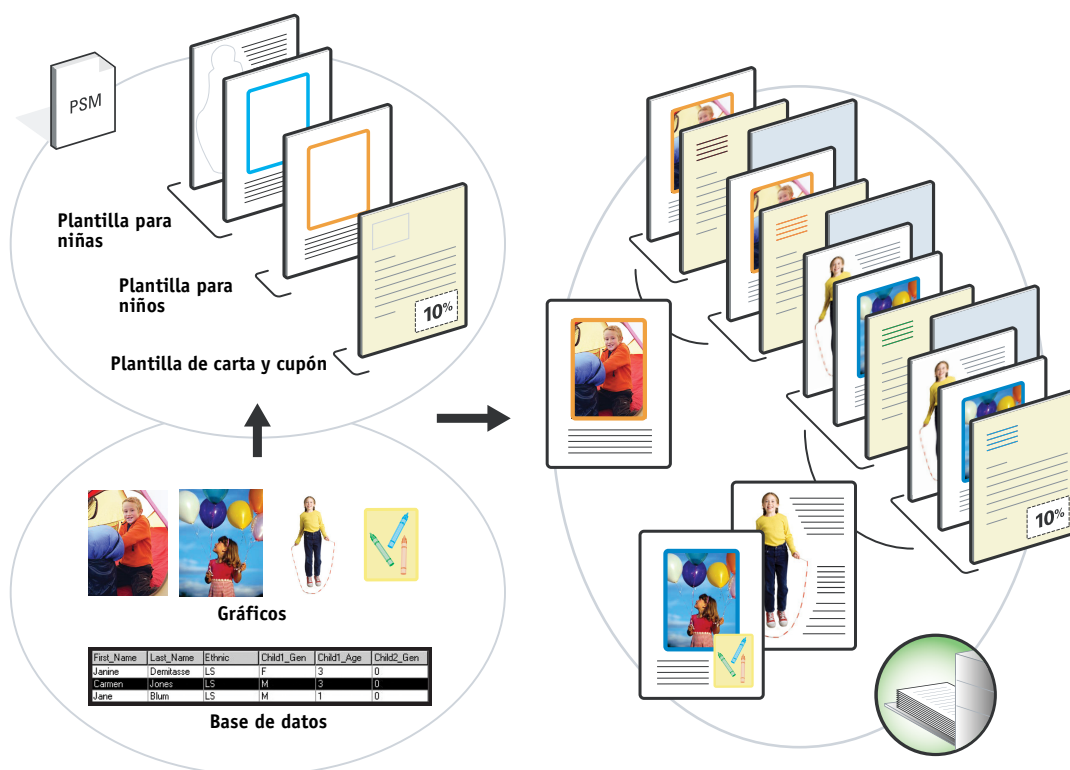 PSM
Plantilla para
niñas
Plantilla para
niños
10%
Plantilla de carta y cupón
Gráficos
First_Name Last_Name Ethnic Child1_Gen Child1_Age Child2_Gen
Janine Demitasse LS F 3 0
Carmen Jones LS M 3 0
Jane Blum LS M 1 0
Base de datos
10%